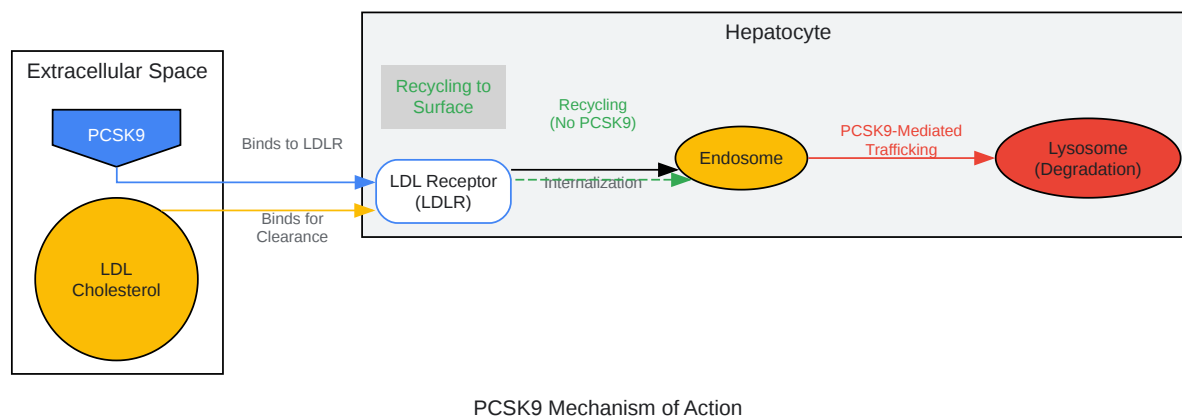 Hepatocyte
Extracellular Space
PCSK9
LDL
Cholesterol
Binds to LDLR
Binds for
Clearance
Recycling to
Surface
LDL Receptor
(LDLR)
Recycling
(No PCSK9)
Internalization
Endosome
PCSK9-Mediated
Trafficking
Lysosome
(Degradation)
PCSK9 Mechanism of Action